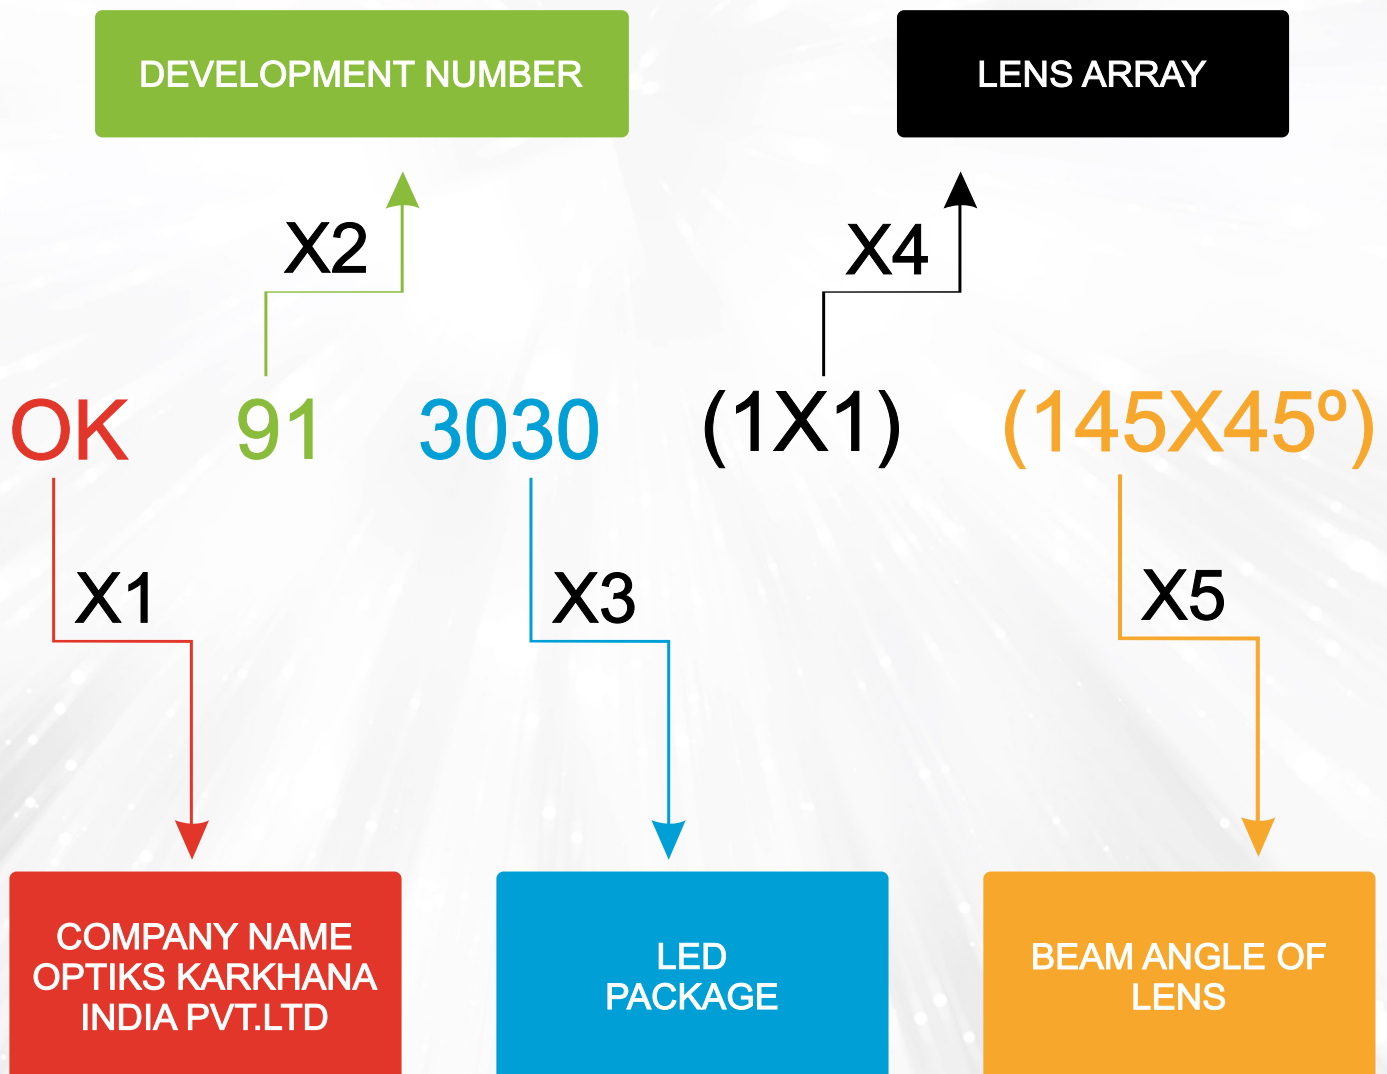 DEVELOPMENT NUMBER
LENS ARRAY
X2
X4
OK 91 3030 (1X1) (145X45º)
X1
X3
X5
COMPANY NAME
OPTIKS KARKHANA
INDIA PVT.LTD
LED
PACKAGE
BEAM ANGLE OF
LENS